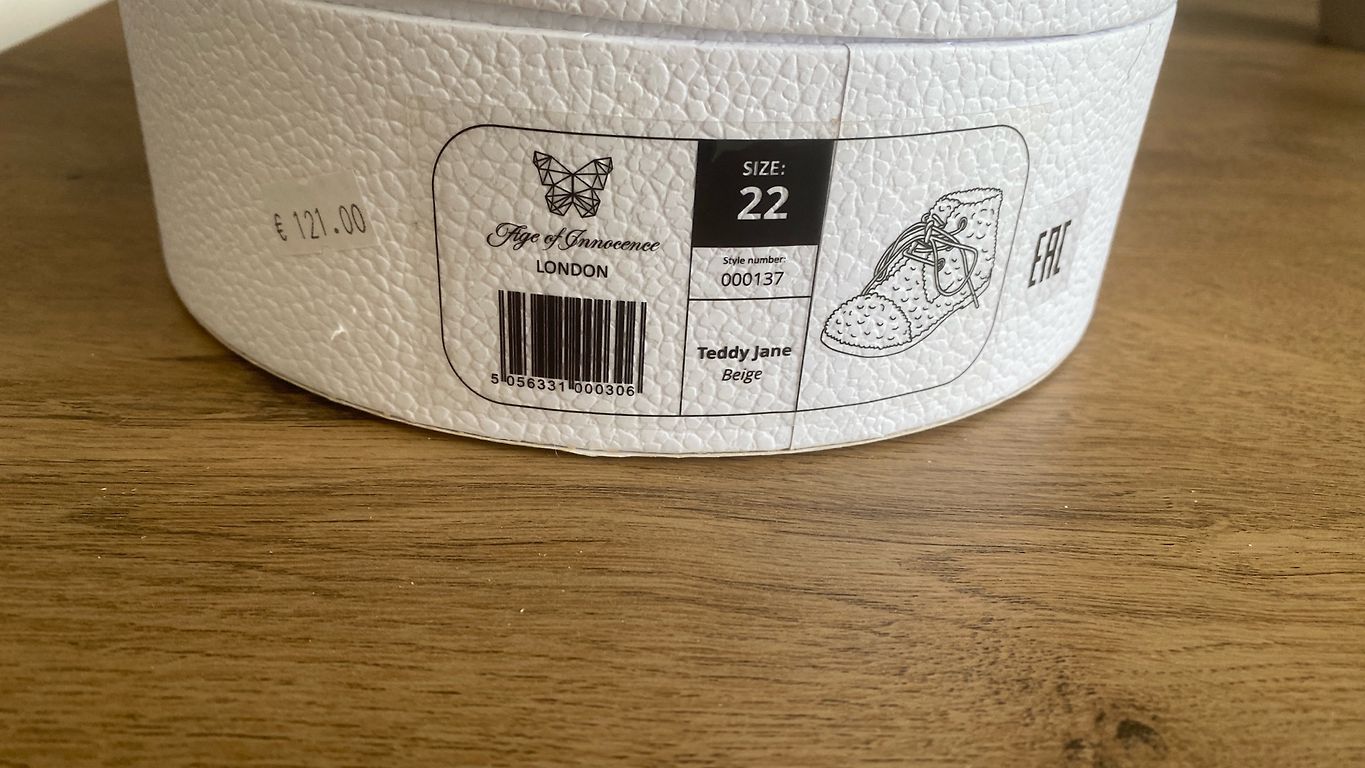 € 121.00
Age of Innocence
LONDON
5 056331 000306
SIZE:
22
Style number:
000137
Teddy Jane
Beige
EAC